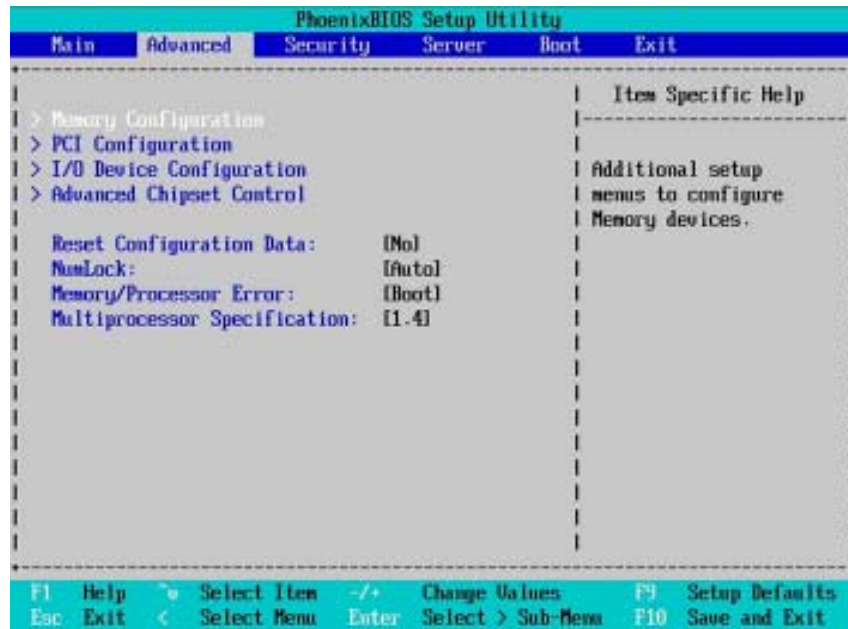 PhoenixBIOS Setup Utility
Main Advanced Security Server Boot Exit
Item Specific Help
> Memory Configuration
> PCI Configuration
> I/O Device Configuration
> Advanced Chipset Control
Additional setup
menus to configure
Memory devices.
Reset Configuration Data: [No]
NumLock: [Auto]
Memory/Processor Error: [Boot]
Multiprocessor Specification: [1.4]
F1 Help ^v Select Item -/+ Change Values F9 Setup Defaults
Esc Exit < Select Menu Enter Select > Sub-Menu F10 Save and Exit